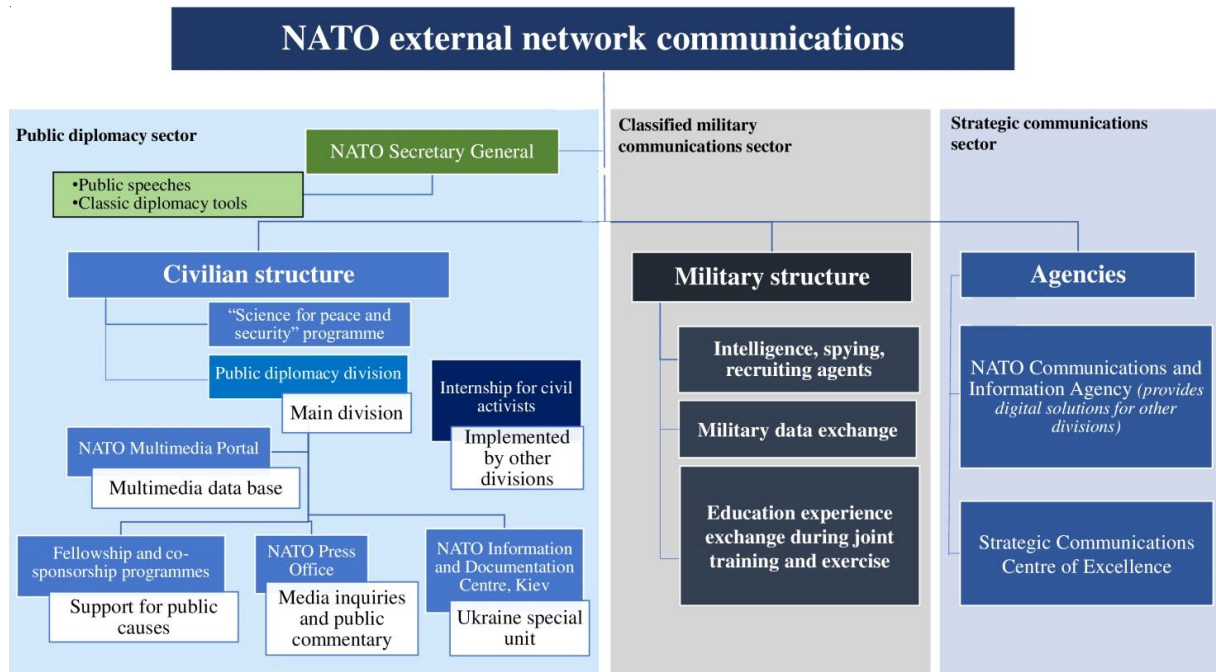 NATO external network communications
Public diplomacy sector
NATO Secretary General
•Public speeches
•Classic diplomacy tools
Civilian structure
“Science for peace and
security” programme
Public diplomacy division
Main division
Internship for civil
activists
Implemented
by other
divisions
NATO Multimedia Portal
Multimedia data base
Fellowship and co-
sponsorship programmes
Support for public
causes
NATO Press
Office
Media inquiries
and public
commentary
NATO Information
and Documentation
Centre, Kiev
Ukraine special
unit
Classified military
communications sector
Military structure
Intelligence, spying,
recruiting agents
Military data exchange
Education experience
exchange during joint
training and exercise
Strategic communications
sector
Agencies
NATO Communications and
Information Agency (provides
digital solutions for other
divisions)
Strategic Communications
Centre of Excellence